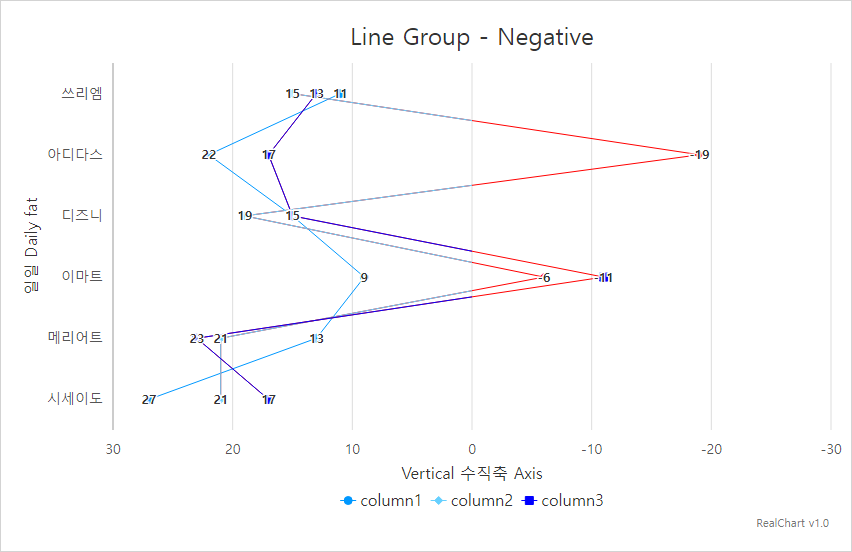 Line Group - Negative
쓰리엠
15 13 11
아디다스
22 17 -19
디즈니
19 15
이마트
9 -6 -11
메리어트
23 21 13
시세이도
27 21 17
일일 Daily fat
30 20 10 0 -10 -20 -30
Vertical 수직축 Axis
column1 column2 column3
RealChart v1.0